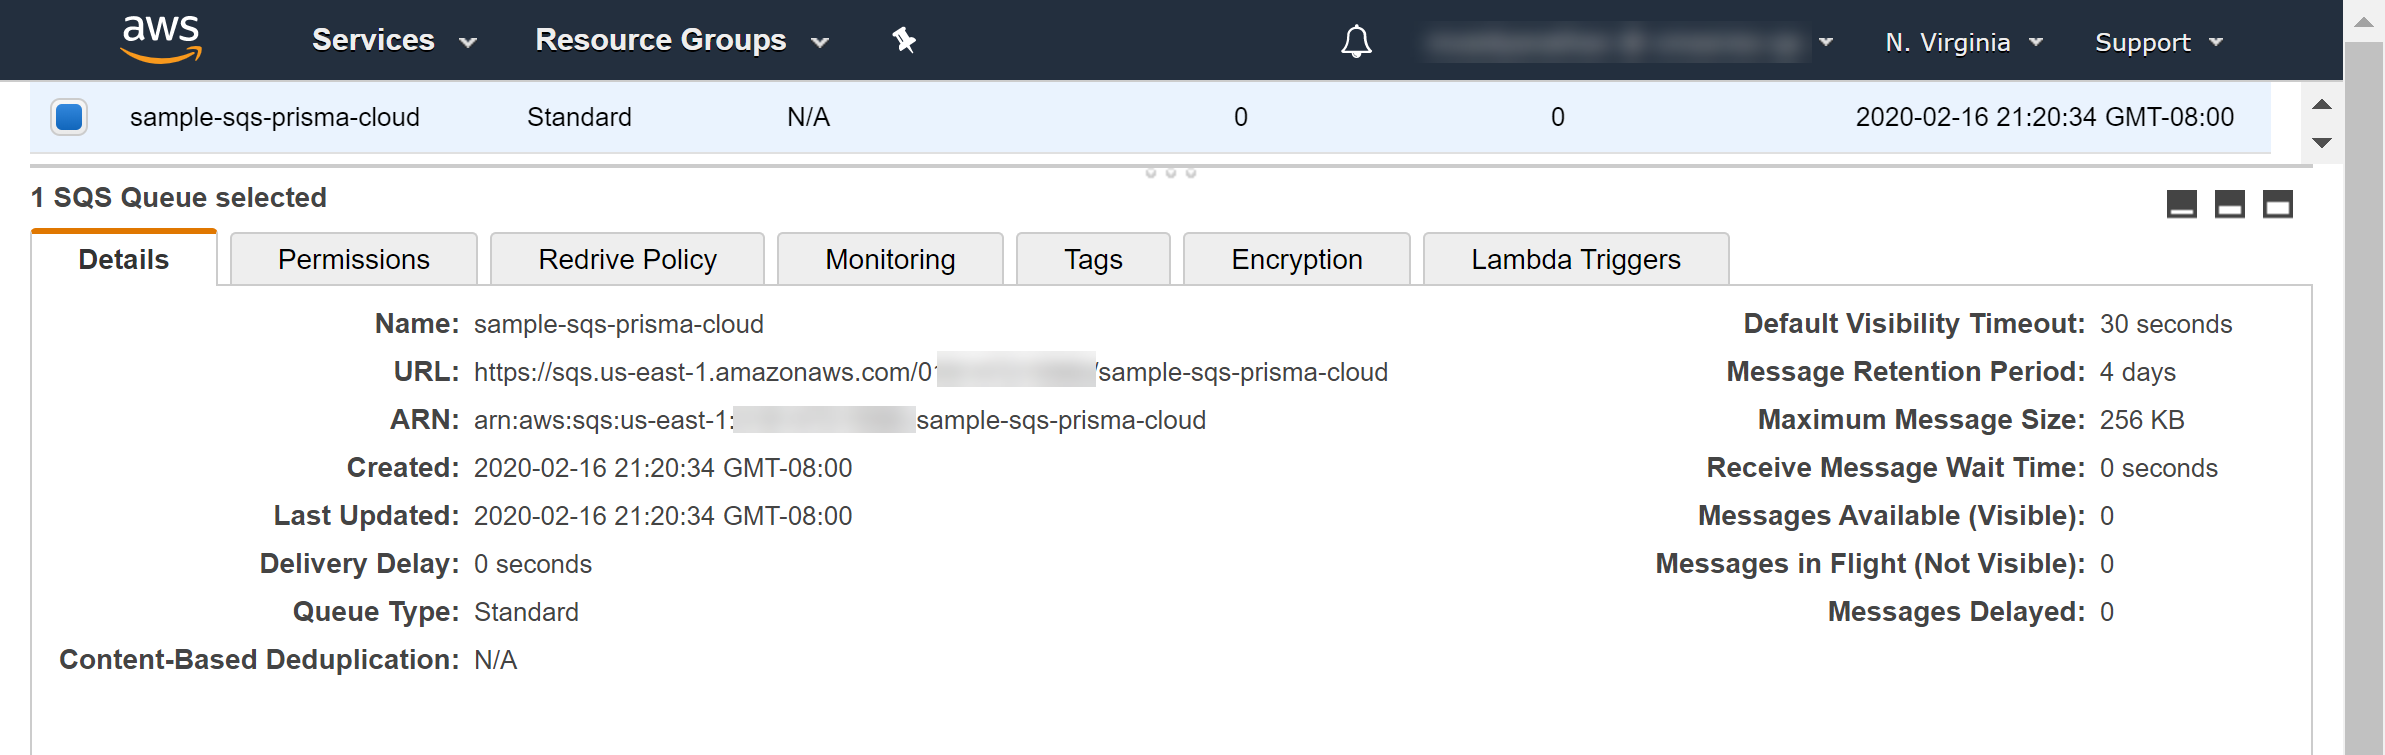 aws Services Resource Groups N. Virginia Support
sample-sqs-prisma-cloud Standard N/A 0 0 2020-02-16 21:20:34 GMT-08:00
1 SQS Queue selected
Details Permissions Redrive Policy Monitoring Tags Encryption Lambda Triggers
Name: sample-sqs-prisma-cloud
URL: https://sqs.us-east-1.amazonaws.com/0 /sample-sqs-prisma-cloud
ARN: arn:aws:sqs:us-east-1: sample-sqs-prisma-cloud
Created: 2020-02-16 21:20:34 GMT-08:00
Last Updated: 2020-02-16 21:20:34 GMT-08:00
Delivery Delay: 0 seconds
Queue Type: Standard
Content-Based Deduplication: N/A
Default Visibility Timeout: 30 seconds
Message Retention Period: 4 days
Maximum Message Size: 256 KB
Receive Message Wait Time: 0 seconds
Messages Available (Visible): 0
Messages in Flight (Not Visible): 0
Messages Delayed: 0